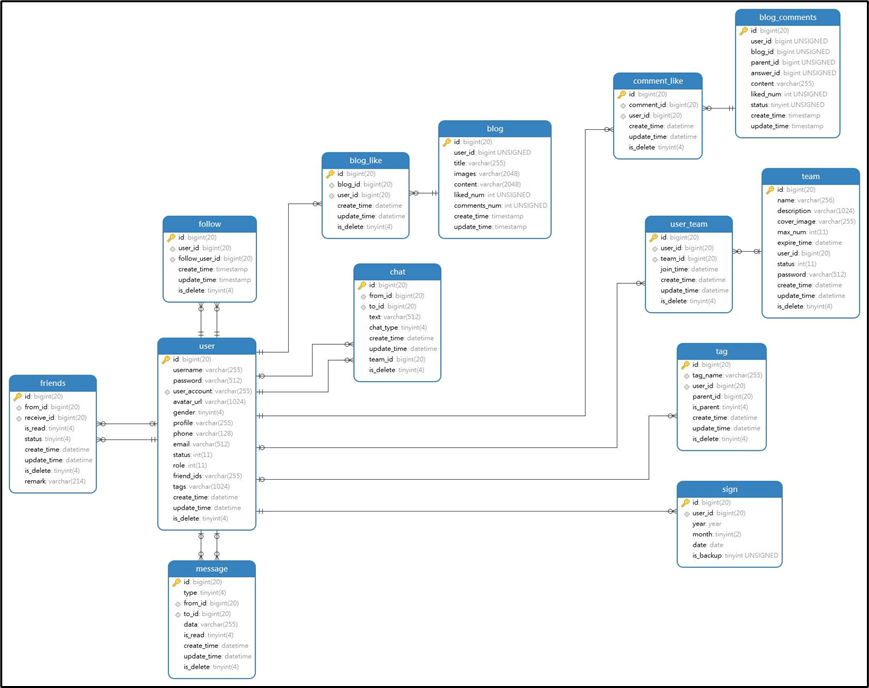 blog_comments
id: bigint(20)
user_id: bigint UNSIGNED
blog_id: bigint UNSIGNED
parent_id: bigint UNSIGNED
answer_id: bigint UNSIGNED
content: varchar(255)
liked_num: int UNSIGNED
status: tinyint UNSIGNED
create_time: timestamp
update_time: timestamp
comment_like
id: bigint(20)
comment_id: bigint(20)
user_id: bigint(20)
create_time: datetime
update_time: datetime
is_delete: tinyint(4)
blog
id: bigint(20)
user_id: bigint UNSIGNED
title: varchar(255)
images: varchar(2048)
content: varchar(2048)
liked_num: int UNSIGNED
comments_num: int UNSIGNED
create_time: timestamp
update_time: timestamp
blog_like
id: bigint(20)
blog_id: bigint(20)
user_id: bigint(20)
create_time: datetime
update_time: datetime
is_delete: tinyint(4)
team
id: bigint(20)
name: varchar(256)
description: varchar(1024)
cover_image: varchar(255)
max_num: int(11)
expire_time: datetime
user_id: bigint(20)
status: int(11)
password: varchar(512)
create_time: datetime
update_time: datetime
is_delete: tinyint(4)
follow
id: bigint(20)
user_id: bigint(20)
follow_user_id: bigint(20)
create_time: timestamp
update_time: timestamp
is_delete: tinyint(4)
user_team
id: bigint(20)
user_id: bigint(20)
team_id: bigint(20)
join_time: datetime
create_time: datetime
update_time: datetime
is_delete: tinyint(4)
chat
id: bigint(20)
from_id: bigint(20)
to_id: bigint(20)
text: varchar(512)
chat_type: tinyint(4)
create_time: datetime
update_time: datetime
team_id: bigint(20)
is_delete: tinyint(4)
user
id: bigint(20)
username: varchar(255)
password: varchar(512)
user_account: varchar(255)
avatar_url: varchar(1024)
gender: tinyint(4)
profile: varchar(255)
phone: varchar(128)
email: varchar(512)
status: int(11)
role: int(11)
friend_ids: varchar(255)
tags: varchar(1024)
create_time: datetime
update_time: datetime
is_delete: tinyint(4)
tag
id: bigint(20)
tag_name: varchar(255)
user_id: bigint(20)
parent_id: bigint(20)
is_parent: tinyint(4)
create_time: datetime
update_time: datetime
is_delete: tinyint(4)
friends
id: bigint(20)
from_id: bigint(20)
receive_id: bigint(20)
is_read: tinyint(4)
status: tinyint(4)
create_time: datetime
update_time: datetime
is_delete: tinyint(4)
remark: varchar(214)
sign
id: bigint(20)
user_id: bigint(20)
year: year
month: tinyint(2)
date: date
is_backup: tinyint UNSIGNED
message
id: bigint(20)
type: tinyint(4)
from_id: bigint(20)
to_id: bigint(20)
data: varchar(255)
is_read: tinyint(4)
create_time: datetime
update_time: datetime
is_delete: tinyint(4)